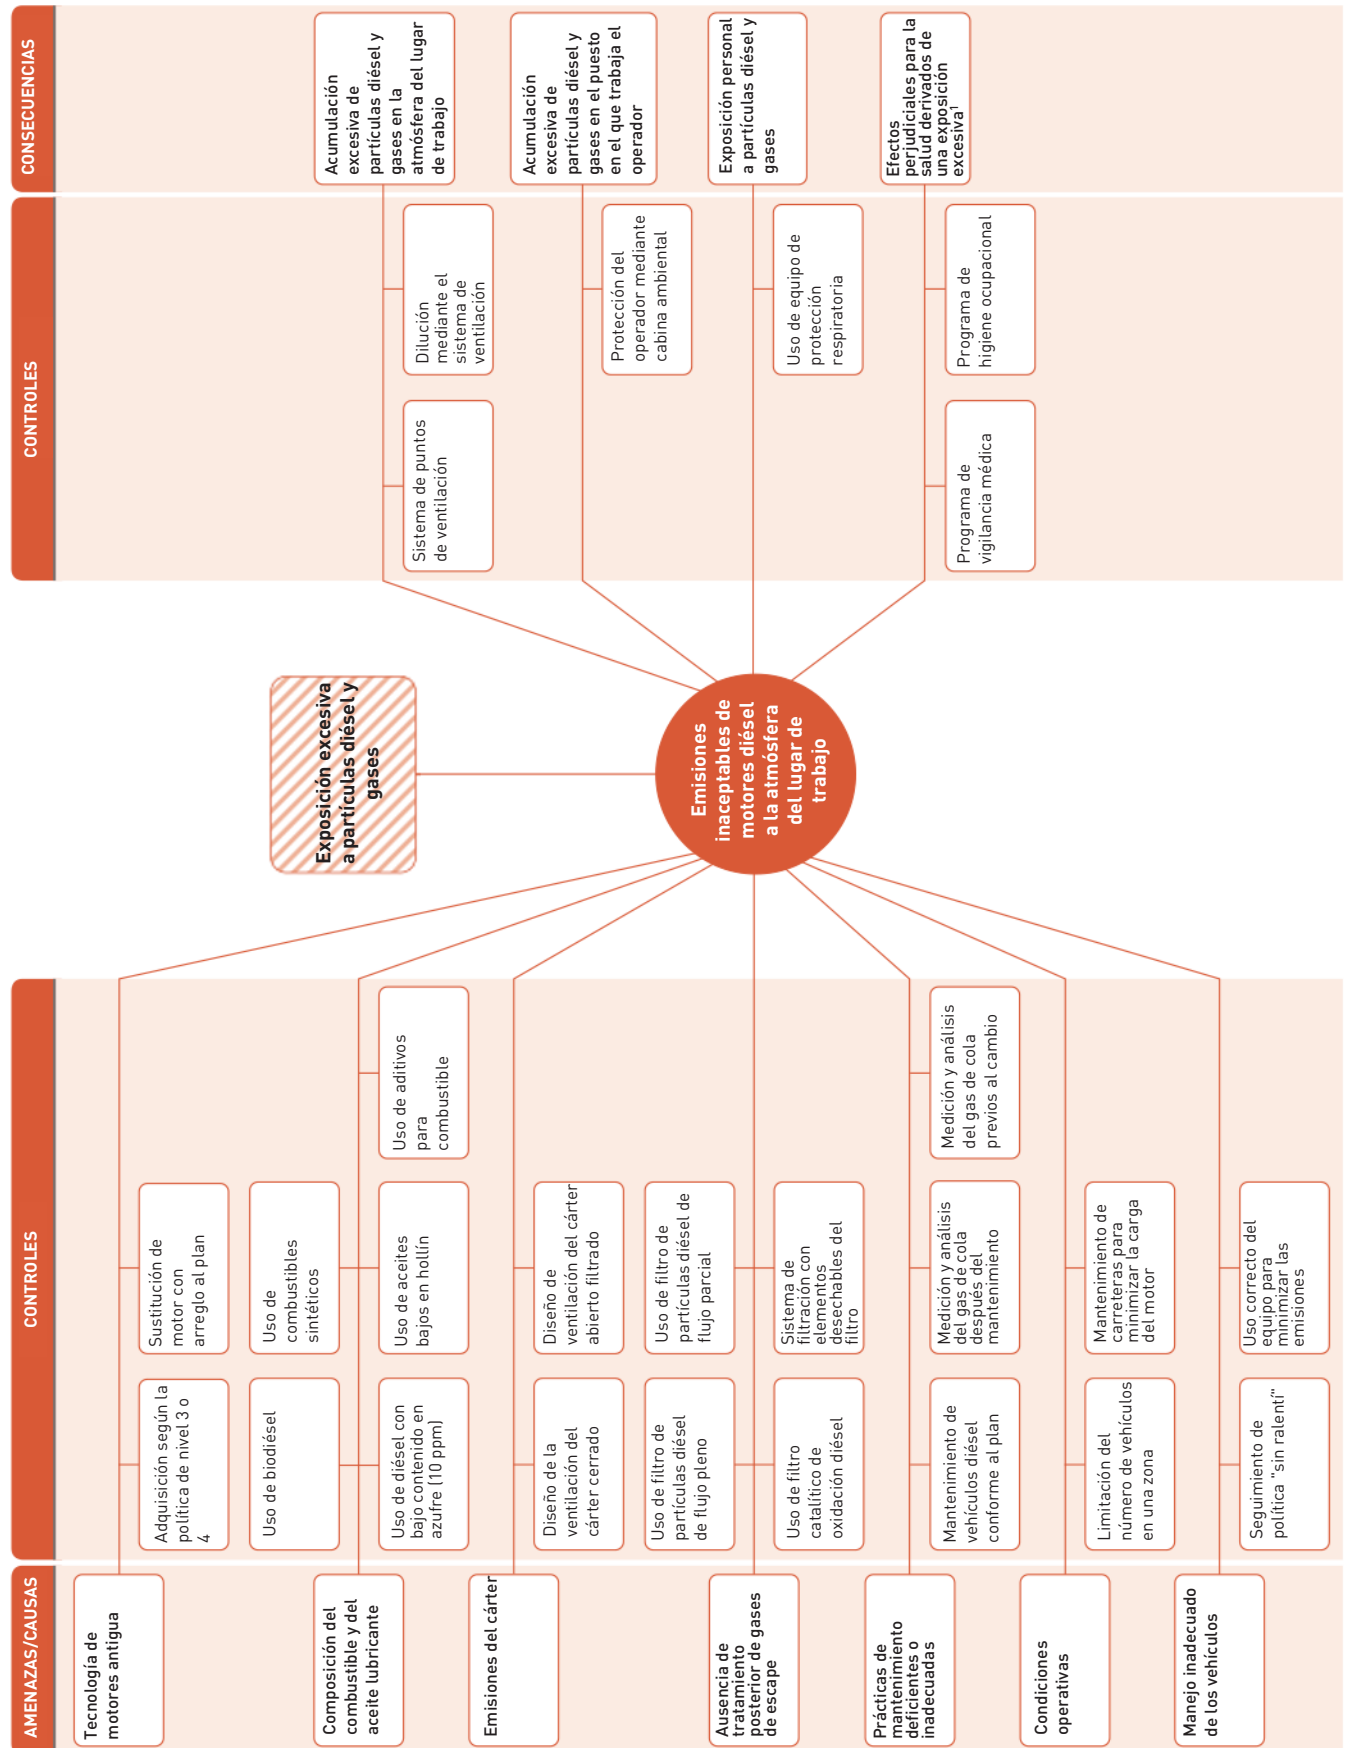 AMENAZAS/CAUSAS
CONTROLES
CONTROLES
CONSECUENCIAS
Tecnología de
motores antigua
Adquisición según la
política de nivel 3 o
4
Sustitución de
motor con
arreglo al plan
Composición del
combustible y del
aceite lubricante
Uso de biodiésel
Uso de
combustibles
sintéticos
Uso de diésel con
bajo contenido en
azufre (10 ppm)
Uso de aceites
bajos en hollín
Uso de aditivos
para
combustible
Emisiones del cárter
Diseño de la
ventilación del
cárter cerrado
Diseño de
ventilación del cárter
abierto filtrado
Ausencia de
tratamiento
posterior de gases
de escape
Uso de filtro de
partículas diésel
de flujo pleno
Uso de filtro de
partículas diésel de
flujo parcial
Uso de filtro
catalítico de
oxidación diésel
Sistema de
filtración con
elementos
desechables del
filtro
Prácticas de
mantenimiento
deficientes o
inadecuadas
Mantenimiento de
vehículos diésel
conforme al plan
Medición y análisis
del gas de cola
después del
mantenimiento
Medición y análisis
del gas de cola
previos al cambio
Condiciones
operativas
Limitación del
número de vehículos
en una zona
Mantenimiento de
carreteras para
minimizar la carga
del motor
Manejo inadecuado
de los vehículos
Seguimiento de
política "sin ralentí"
Uso correcto del
equipo para
minimizar las
emisiones
Exposición excesiva
a partículas diésel y
gases
Emisiones
inaceptables de
motores diésel
a la atmósfera
del lugar de
trabajo
Sistema de puntos
de ventilación
Dilución
mediante el
sistema de
ventilación
Acumulación
excesiva de
partículas diésel y
gases en la
atmósfera del lugar
de trabajo
Protección del
operador mediante
cabina ambiental
Acumulación
excesiva de
partículas diésel y
gases en el puesto
en el que trabaja el
operador
Uso de equipo de
protección
respiratoria
Exposición personal
a partículas diésel y
gases
Programa de
vigilancia médica
Programa de
higiene ocupacional
Efectos
perjudiciales para la
salud derivados de
una exposición
excesiva¹